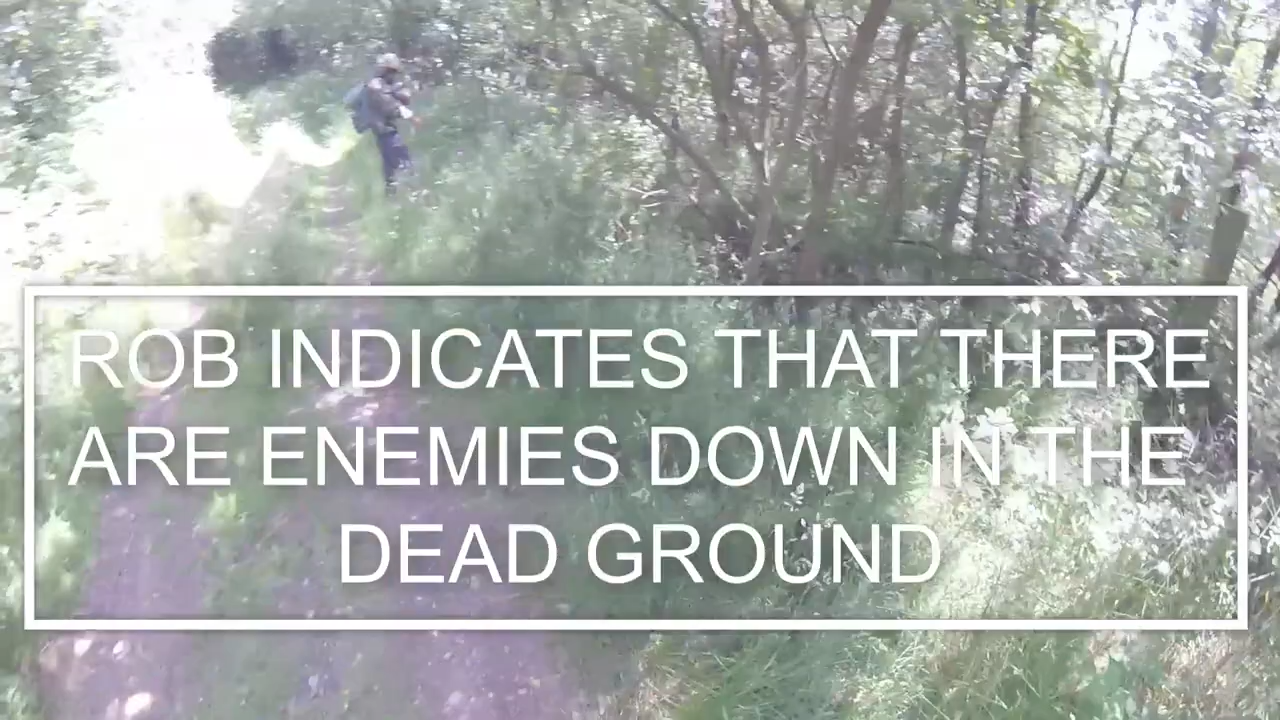 ROB INDICATES THAT THERE
ARE ENEMIES DOWN IN THE
DEAD GROUND